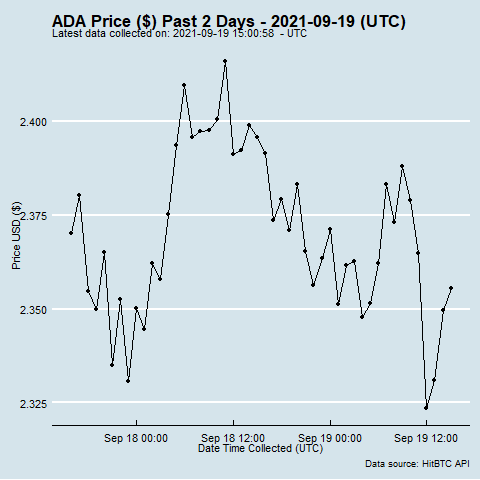 ADA Price ($) Past 2 Days - 2021-09-19 (UTC)
Latest data collected on: 2021-09-19 15:00:58  - UTC
2.400
2.375
2.350
2.325
Price USD ($)
Sep 18 00:00 Sep 18 12:00 Sep 19 00:00 Sep 19 12:00
Date Time Collected (UTC)
Data source: HitBTC API